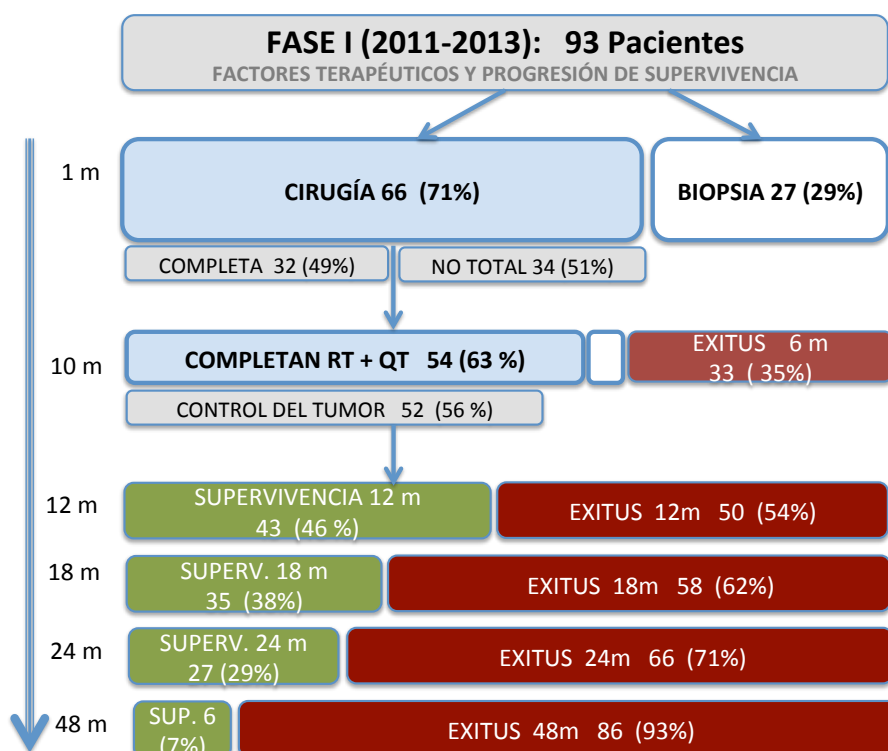 FASE I (2011-2013): 93 Pacientes
FACTORES TERAPÉUTICOS Y PROGRESIÓN DE SUPERVIVENCIA
1 m
CIRUGÍA 66 (71%)
BIOPSIA 27 (29%)
COMPLETA 32 (49%)
NO TOTAL 34 (51%)
10 m
COMPLETAN RT + QT 54 (63 %)
EXITUS 6 m
33 ( 35%)
CONTROL DEL TUMOR 52 (56 %)
12 m
SUPERVIVENCIA 12 m
43 (46 %)
EXITUS 12m 50 (54%)
18 m
SUPERV. 18 m
35 (38%)
EXITUS 18m 58 (62%)
24 m
SUPERV. 24 m
27 (29%)
EXITUS 24m 66 (71%)
48 m
SUP. 6
(7%)
EXITUS 48m 86 (93%)